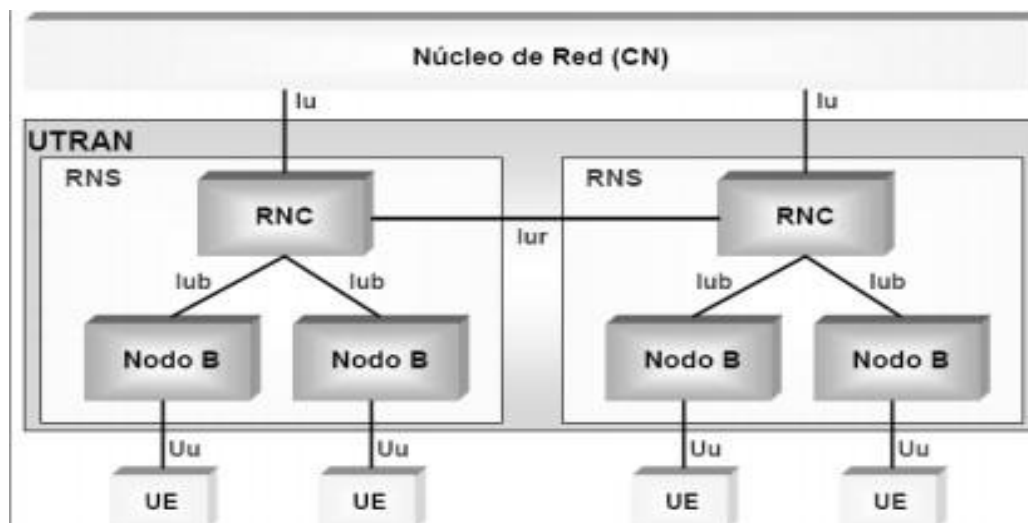 Núcleo de Red (CN)
Iu Iu
UTRAN
RNS RNS
RNC RNC
Iur
Iub Iub Iub Iub
Nodo B Nodo B Nodo B Nodo B
Uu Uu Uu Uu
UE UE UE UE